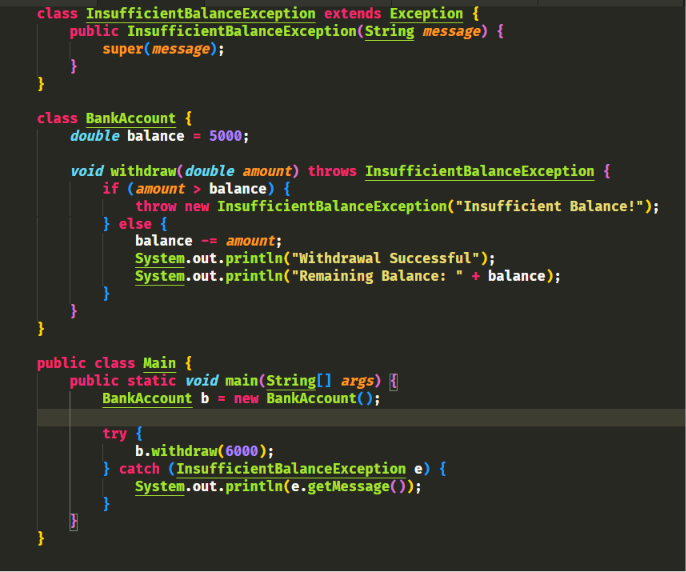 class InsufficientBalanceException extends Exception {
    public InsufficientBalanceException(String message) {
        super(message);
    }
}

class BankAccount {
    double balance = 5000;

    void withdraw(double amount) throws InsufficientBalanceException {
        if (amount > balance) {
            throw new InsufficientBalanceException("Insufficient Balance!");
        } else {
            balance -= amount;
            System.out.println("Withdrawal Successful");
            System.out.println("Remaining Balance: " + balance);
        }
    }
}

public class Main {
    public static void main(String[] args) {
        BankAccount b = new BankAccount();

        try {
            b.withdraw(6000);
        } catch (InsufficientBalanceException e) {
            System.out.println(e.getMessage());
        }
    }
}